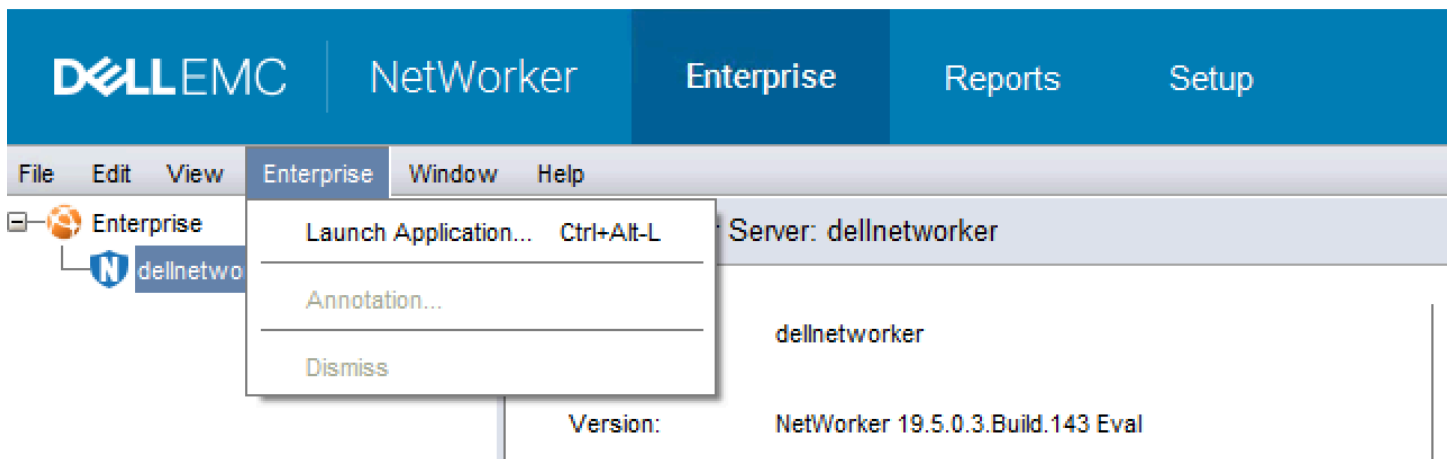 DELLEMC NetWorker Enterprise Reports Setup
File Edit View Enterprise Window Help
Enterprise
Launch Application... Ctrl+Alt-L
Server: dellnetworker
dellnetwo
Annotation...
dellnetworker
Dismiss
Version: NetWorker 19.5.0.3.Build.143 Eval